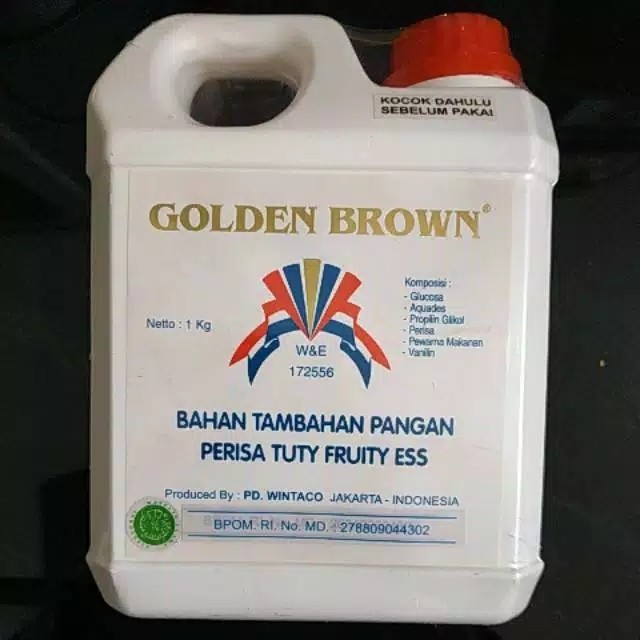 KOCOK DAHULU
SEBELUM PAKAI
GOLDEN BROWN®
Komposisi :
- Glucosa
- Aquades
- Propilin Glikol
- Perisa
- Pewarna Makanan
- Vanilin
Netto : 1 Kg
W&E
172556
BAHAN TAMBAHAN PANGAN
PERISA TUTY FRUITY ESS
Produced By : PD. WINTACO JAKARTA - INDONESIA
BPOM. RI. No. MD. : 278809044302